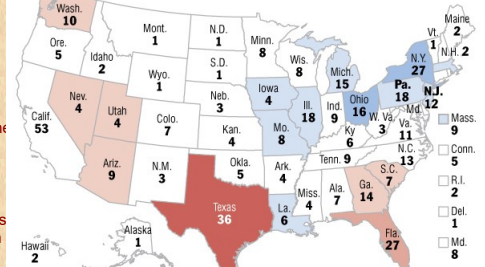 Wash.
10
Ore.
5
Calif.
53
Nev.
4
Idaho
2
Utah
4
Ariz.
9
Mont.
1
Wyo.
1
Colo.
7
N.M.
3
N.D.
1
S.D.
1
Neb.
3
Kan.
4
Okla.
5
Texas
36
Minn.
8
Iowa
4
Mo.
8
Ark.
4
La.
6
Wis.
8
Ill.
18
Mich.
15
Ind.
9
Ohio
16
Ky
6
Tenn. 9
Miss.
4
Ala.
7
Ga.
14
Fla.
27
S.C.
7
N.C.
13
Va.
11
W. Va.
3
Md.
Pa.
18
N.J.
12
N.Y.
27
Vt.
1
N.H. 2
Maine
2
Mass.
9
Conn.
5
R.I.
2
Del.
1
Md.
8
Alaska
1
Hawaii
2